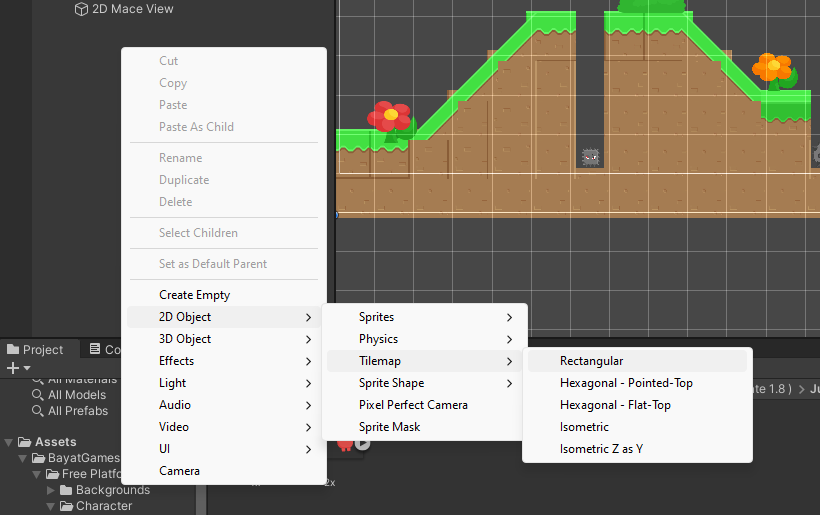 2D Mace View
Cut
Copy
Paste
Paste As Child
Rename
Duplicate
Delete
Select Children
Set as Default Parent
Create Empty
2D Object
3D Object
Effects
Light
Audio
Video
UI
Camera
Sprites
Physics
Tilemap
Sprite Shape
Pixel Perfect Camera
Sprite Mask
Rectangular
Hexagonal - Pointed-Top
Hexagonal - Flat-Top
Isometric
Isometric Z as Y
Project
Co
All Materials
All Models
All Prefabs
Assets
BayatGames
Free Platfo
Backgrounds
Character
ate 1.8 ) > Ju
2x